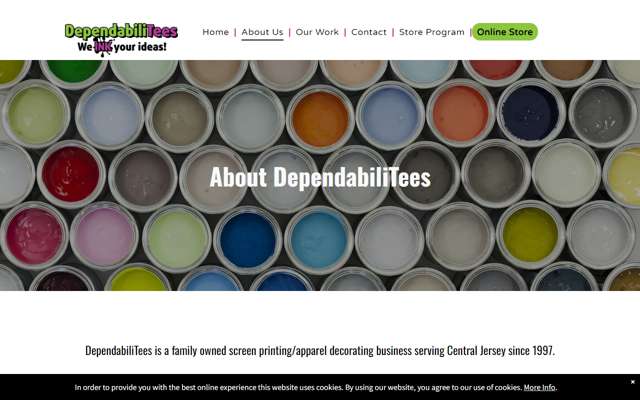 DependabiliTees
We INK your ideas!
Home | About Us | Our Work | Contact | Store Program | Online Store
About DependabiliTees
DependabiliTees is a family owned screen printing/apparel decorating business serving Central Jersey since 1997.
In order to provide you with the best online experience this website uses cookies. By using our website, you agree to our use of cookies. More Info.
×